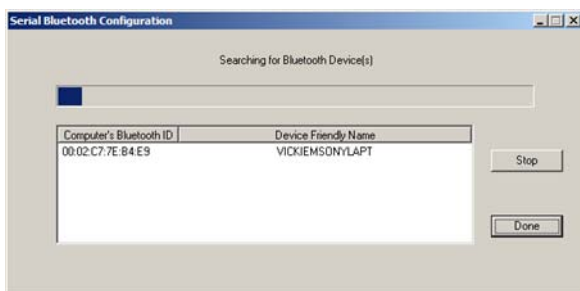 Serial Bluetooth Configuration
Searching for Bluetooth Device(s)
Computer's Bluetooth ID Device Friendly Name
00:02:C7:7E:84:E9 VICKIEMSONYLAPT
Stop
Done